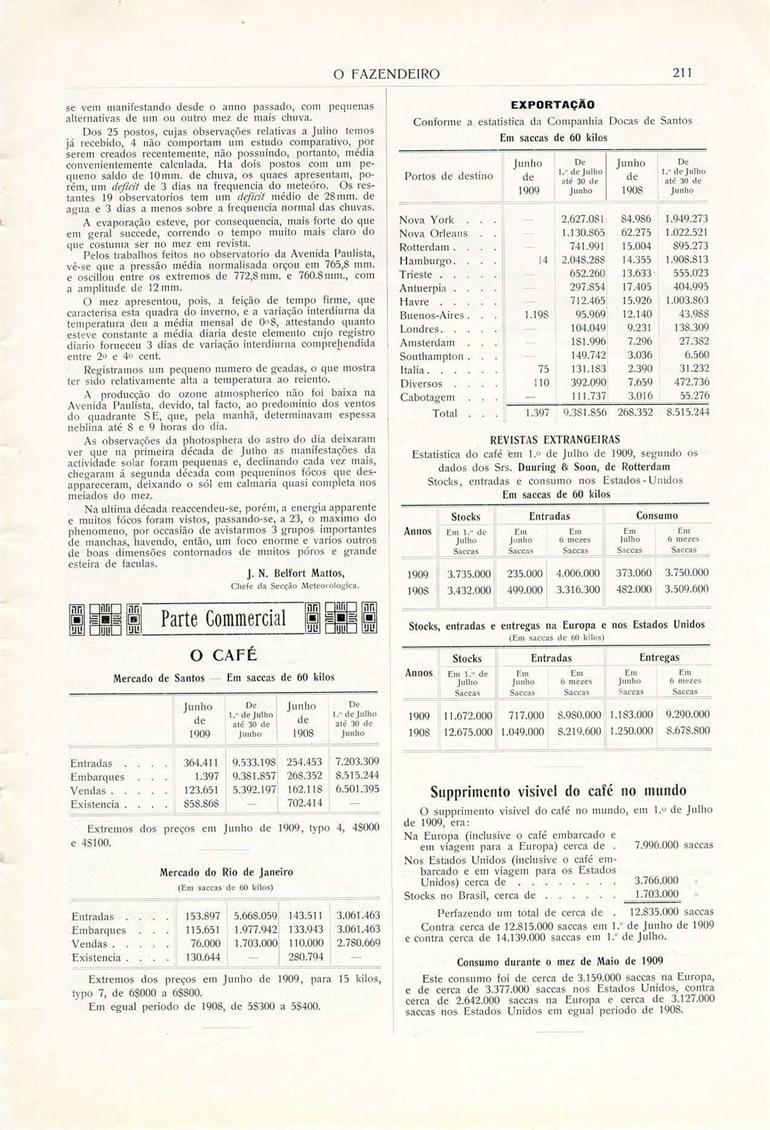 O FAZENDEIRO 211
se vem manifestando desde o anno passado, com pequenas
alternativas de um ou outro mez de mais chuva.
Dos 25 postos, cujas observações relativas a Julho temos
já recebido, 4 não comportam um estudo comparativo, por
serem creados recentemente, não possuindo, portanto, média
convenientemente calculada. Ha dois postos com um pe-
queno saldo de 10mm. de chuva, os quaes apresentam, po-
rém, um deficit de 3 dias na frequencia do meteóro. Os res-
tantes 19 observatorios tem um deficit médio de 28mm. de
agua e 3 dias a menos sobre a frequencia normal das chuvas.
A evaporação esteve, por consequencia, mais forte do que
em geral succede, correndo o tempo muito mais claro do
que costuma ser no mez em revista.
Pelos trabalhos feitos no observatorio da Avenida Paulista,
vê-se que a pressão média normalisada orçou em 765,8 mm.
e oscillou entre os extremos de 772,8mm. e 760.8mm., com
a amplitude de 12mm.
O mez apresentou, pois, a feição de tempo firme, que
caracterisa esta quadra do inverno, e a variação interdiurna da
temperatura deu a média mensal de 0º8, attestando quanto
esteve constante a média diaria deste elemento cujo registro
diario forneceu 3 dias de variação interdiurna comprehendida
entre 2º e 4º cent.
Registramos um pequeno numero de geadas, o que mostra
ter sido relativamente alta a temperatura ao relento.
A producção do ozone atmospherico não foi baixa na
Avenida Paulista, devido, tal facto, ao predominio dos ventos
do quadrante SE, que, pela manhã, determinavam espessa
neblina até 8 e 9 horas do dia.
As observações da photosphera do astro do dia deixaram
ver que na primeira década de Julho as manifestações da
actividade solar foram pequenas e, declinando cada vez mais,
chegaram á segunda década com pequeninos fócos que des-
appareceram, deixando o sól em calmaria quasi completa nos
meiados do mez.
Na ultima década reaccendeu-se, porém, a energia apparente
e muitos fócos foram vistos, passando-se, a 23, o maximo do
phenomeno, por occasião de avistarmos 3 grupos importantes
de manchas, havendo, então, um foco enorme e varios outros
de boas dimensões contornados de muitos póros e grande
esteira de faculas.
J. N. Belfort Mattos,
Chefe da Secção Meteorologica.
Parte Commercial
O CAFÉ
Mercado de Santos — Em saccas de 60 kilos
Junho de 1909 | De 1.º de Julho até 30 de Junho | Junho de 1908 | De 1.º de Julho até 30 de Junho
Entradas . . . . 364.411 9.533.198 254.453 7.203.309
Embarques . . . 1.397 9.381.857 268.352 8.515.244
Vendas . . . . . 123.651 5.392.197 162.118 6.501.395
Existencia . . . . 858.868 — 702.414 —
Extremos dos preços em Junho de 1909, typo 4, 4$000
e 4$100.
Mercado do Rio de Janeiro
(Em saccas de 60 kilos)
Entradas . . . . 153.897 5.668.059 143.511 3.061.463
Embarques . . . 115.651 1.977.942 133.943 3.061.463
Vendas . . . . . 76.000 1.703.000 110.000 2.780.669
Existencia . . . . 130.644 — 280.794 —
Extremos dos preços em Junho de 1909, para 15 kilos,
typo 7, de 6$000 a 6$800.
Em egual periodo de 1908, de 5$300 a 5$400.
EXPORTAÇÃO
Conforme a estatistica da Companhia Docas de Santos
Em saccas de 60 kilos
Portos de destino | Junho de 1909 | De 1.º de Julho até 30 de Junho | Junho de 1908 | De 1.º de Julho até 30 de Junho
Nova York . . . — 2.627.081 84.986 1.949.273
Nova Orleans . . — 1.130.865 62.275 1.022.521
Rotterdam . . . . — 741.991 15.004 895.273
Hamburgo. . . . 14 2.048.288 14.355 1.908.813
Trieste . . . . . — 652.260 13.633 555.023
Antuerpia . . . . — 297.854 17.405 404.995
Havre . . . . . — 712.465 15.926 1.003.863
Buenos-Aires . . . 1.198 95.969 12.140 43.988
Londres. . . . . — 104.049 9.231 138.309
Amsterdam . . . 181.996 7.296 27.382
Southampton . . . — 149.742 3.036 6.560
Italia . . . . . . 75 131.183 2.390 31.232
Diversos . . . . 110 392.090 7.659 472.736
Cabotagem . . . — 111.737 3.016 55.276
Total . . . 1.397 9.381.856 268.352 8.515.244
REVISTAS EXTRANGEIRAS
Estatistica do café em 1.º de Julho de 1909, segundo os
dados dos Srs. Duuring & Soon, de Rotterdam
Stocks, entradas e consumo nos Estados-Unidos
Em saccas de 60 kilos
Annos | Stocks | Entradas | Consumo
Em 1.º de Julho Saccas | Em Junho Saccas | Em 6 mezes Saccas | Em Julho Saccas | Em 6 mezes Saccas
1909 3.735.000 235.000 4.006.000 373.060 3.750.000
1908 3.432.000 499.000 3.316.300 482.000 3.509.600
Stocks, entradas e entregas na Europa e nos Estados Unidos
(Em saccas de 60 kilos)
Annos | Stocks | Entradas | Entregas
Em 1.º de Julho Saccas | Em Junho Saccas | Em 6 mezes Saccas | Em Junho Saccas | Em 6 mezes Saccas
1909 11.672.000 717.000 8.980.000 1.183.000 9.290.000
1908 12.675.000 1.049.000 8.219.600 1.250.000 8.678.800
Supprimento visivel do café no mundo
O supprimento visivel do café no mundo, em 1.º de Julho
de 1909, era:
Na Europa (inclusive o café embarcado e
em viagem para a Europa) cerca de . 7.996.000 saccas
Nos Estados Unidos (inclusive o café em-
barcado e em viagem para os Estados
Unidos) cerca de . . . . . . . . 3.766.000 »
Stocks no Brasil, cerca de . . . . . . 1.703.000 »
Perfazendo um total de cerca de . 12.835.000 saccas
Contra cerca de 12.815.000 saccas em 1.º de Junho de 1909
e contra cerca de 14.139.000 saccas em 1.º de Julho.
Consumo durante o mez de Maio de 1909
Este consumo foi de cerca de 3.159.000 saccas na Europa,
e de cerca de 3.377.000 saccas nos Estados Unidos, contra
cerca de 2.642.000 saccas na Europa e cerca de 3.127.000
saccas nos Estados Unidos em egual periodo de 1908.